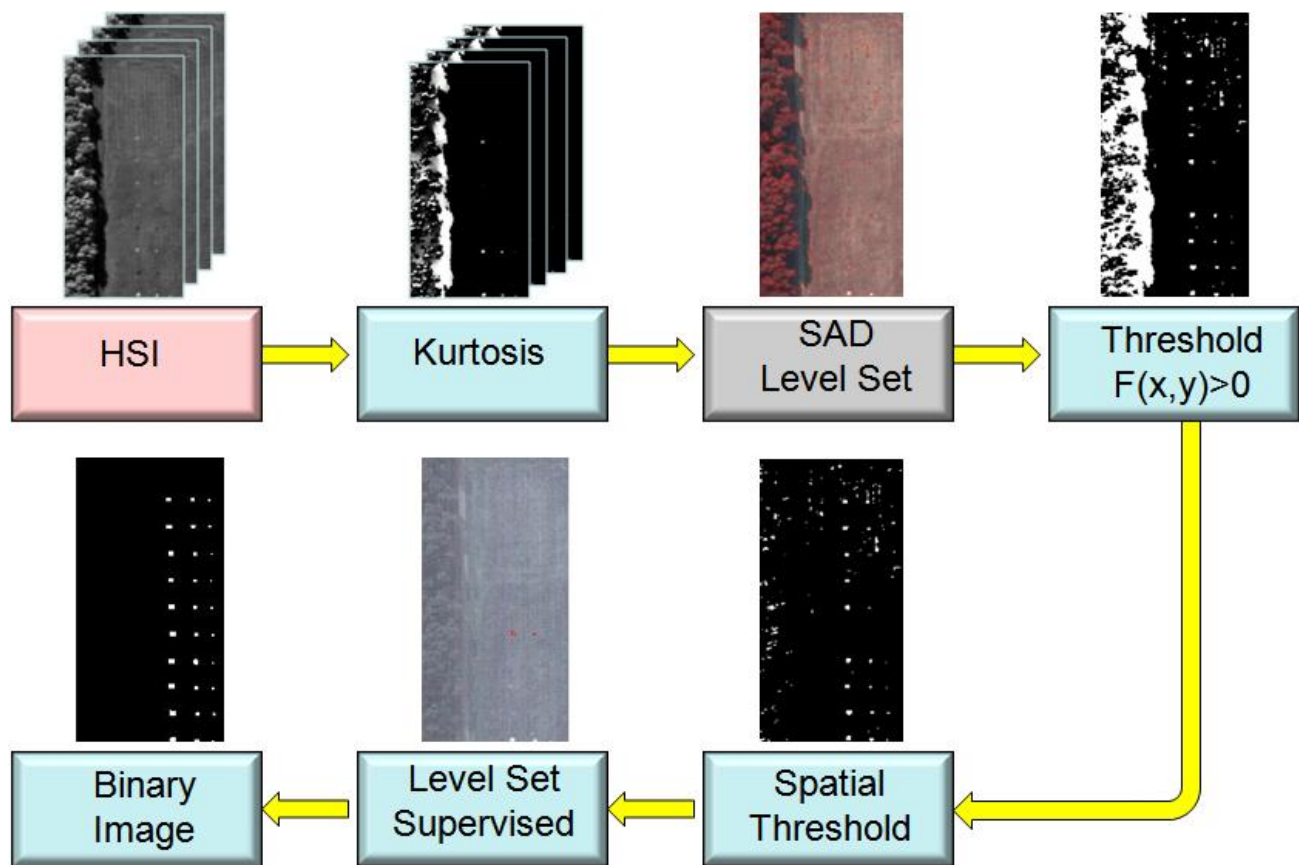 HSI
Kurtosis
SAD
Level Set
Threshold
F(x,y)>0
Binary
Image
Level Set
Supervised
Spatial
Threshold